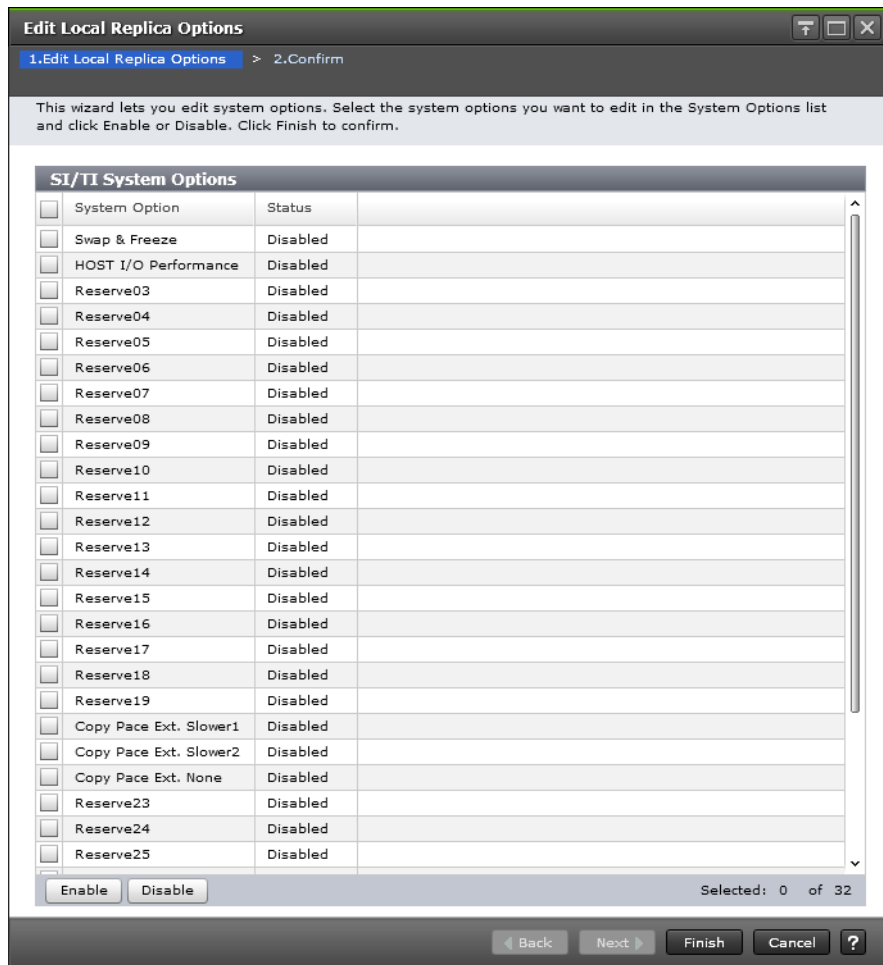 Edit Local Replica Options
1.Edit Local Replica Options > 2.Confirm
This wizard lets you edit system options. Select the system options you want to edit in the System Options list
and click Enable or Disable. Click Finish to confirm.
SI/TI System Options
System Option Status
Swap & Freeze Disabled
HOST I/O Performance Disabled
Reserve03 Disabled
Reserve04 Disabled
Reserve05 Disabled
Reserve06 Disabled
Reserve07 Disabled
Reserve08 Disabled
Reserve09 Disabled
Reserve10 Disabled
Reserve11 Disabled
Reserve12 Disabled
Reserve13 Disabled
Reserve14 Disabled
Reserve15 Disabled
Reserve16 Disabled
Reserve17 Disabled
Reserve18 Disabled
Reserve19 Disabled
Copy Pace Ext. Slower1 Disabled
Copy Pace Ext. Slower2 Disabled
Copy Pace Ext. None Disabled
Reserve23 Disabled
Reserve24 Disabled
Reserve25 Disabled
Enable Disable Selected: 0 of 32
Back Next Finish Cancel ?